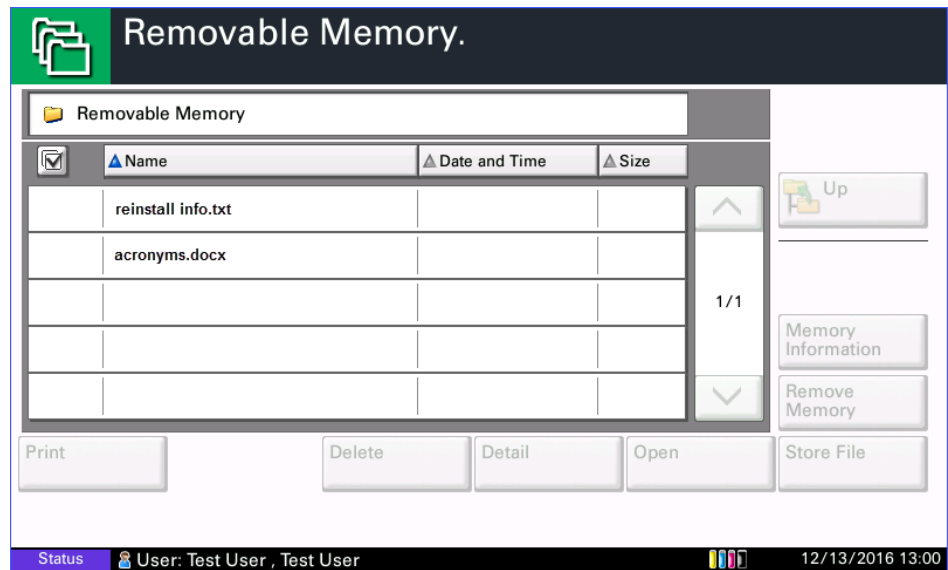 Removable Memory.
Removable Memory
Name Date and Time Size
reinstall info.txt
acronyms.docx
1/1
Up
Memory
Information
Remove
Memory
Print Delete Detail Open Store File
Status User: Test User , Test User 12/13/2016 13:00